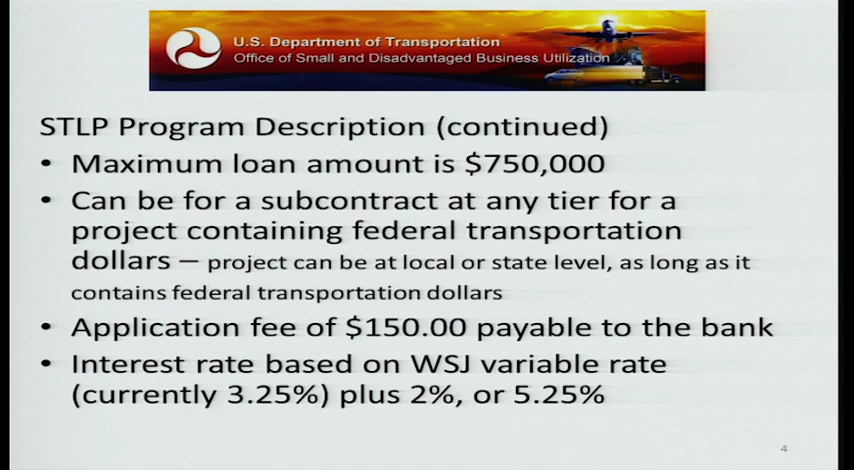 U.S. Department of Transportation
Office of Small and Disadvantaged Business Utilization
STLP Program Description (continued)
• Maximum loan amount is $750,000
• Can be for a subcontract at any tier for a
project containing federal transportation
dollars – project can be at local or state level, as long as it
contains federal transportation dollars
• Application fee of $150.00 payable to the bank
• Interest rate based on WSJ variable rate
(currently 3.25%) plus 2%, or 5.25%
4